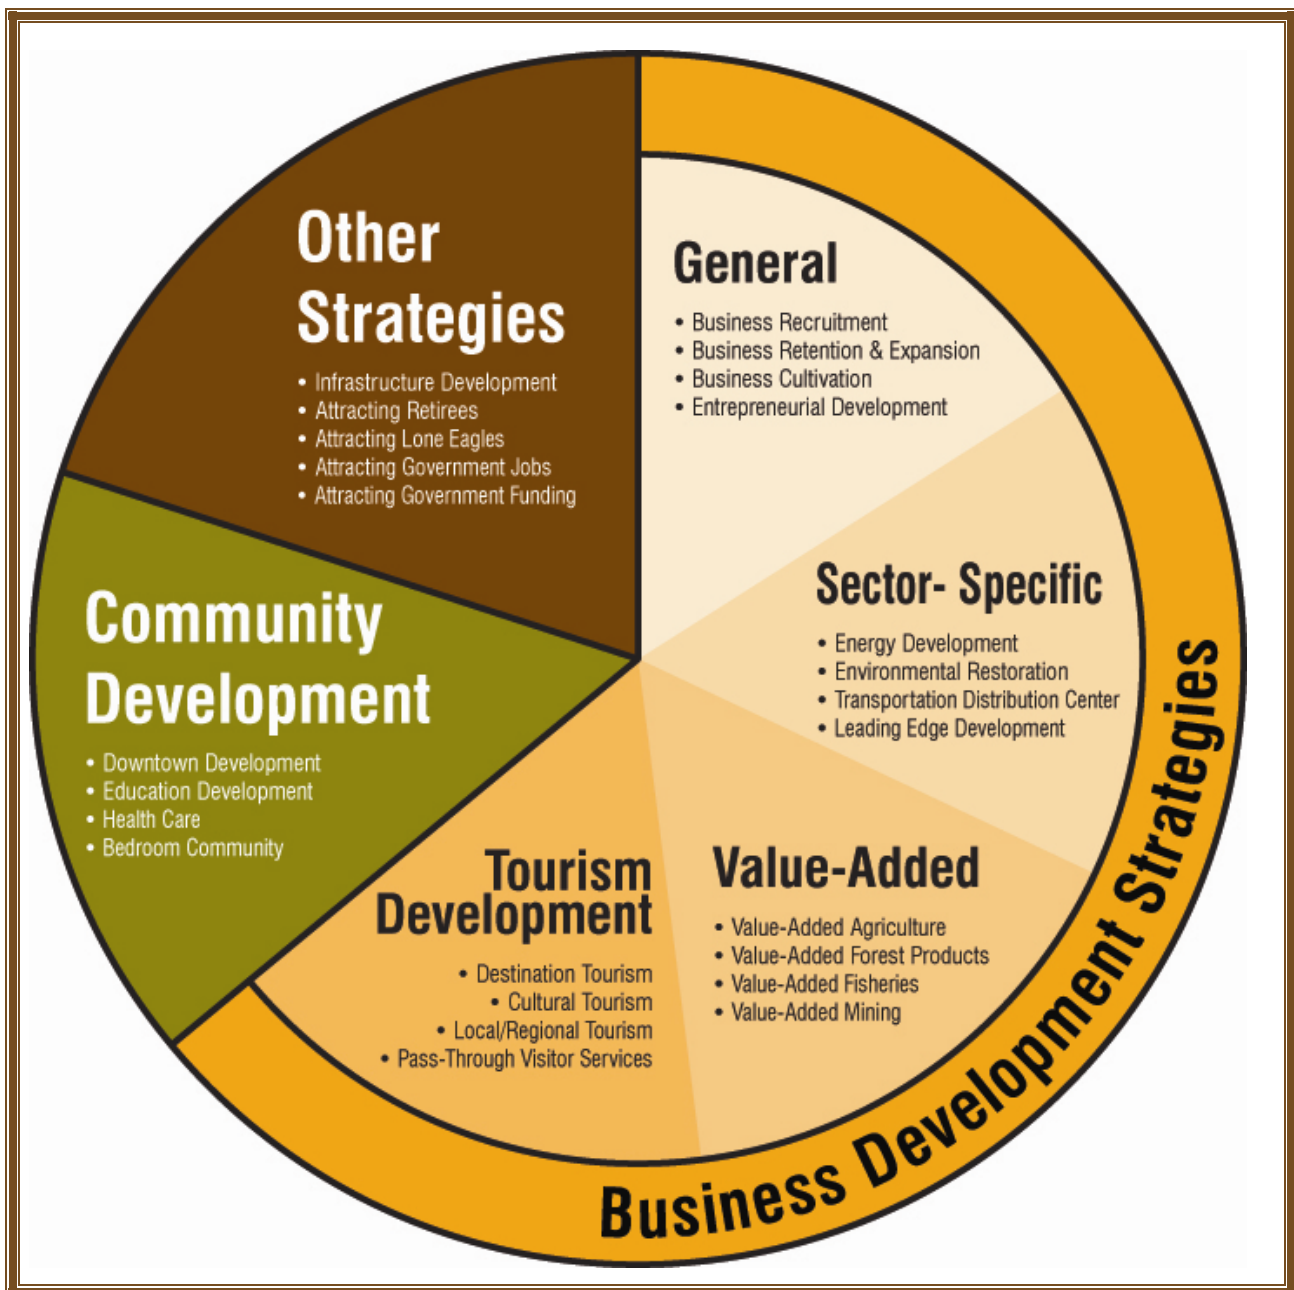 Other
Strategies
• Infrastructure Development
• Attracting Retirees
• Attracting Lone Eagles
• Attracting Government Jobs
• Attracting Government Funding
General
• Business Recruitment
• Business Retention & Expansion
• Business Cultivation
• Entrepreneurial Development
Sector- Specific
• Energy Development
• Environmental Restoration
• Transportation Distribution Center
• Leading Edge Development
Community
Development
• Downtown Development
• Education Development
• Health Care
• Bedroom Community
Tourism
Development
• Destination Tourism
• Cultural Tourism
• Local/Regional Tourism
• Pass-Through Visitor Services
Value-Added
• Value-Added Agriculture
• Value-Added Forest Products
• Value-Added Fisheries
• Value-Added Mining
Business Development Strategies